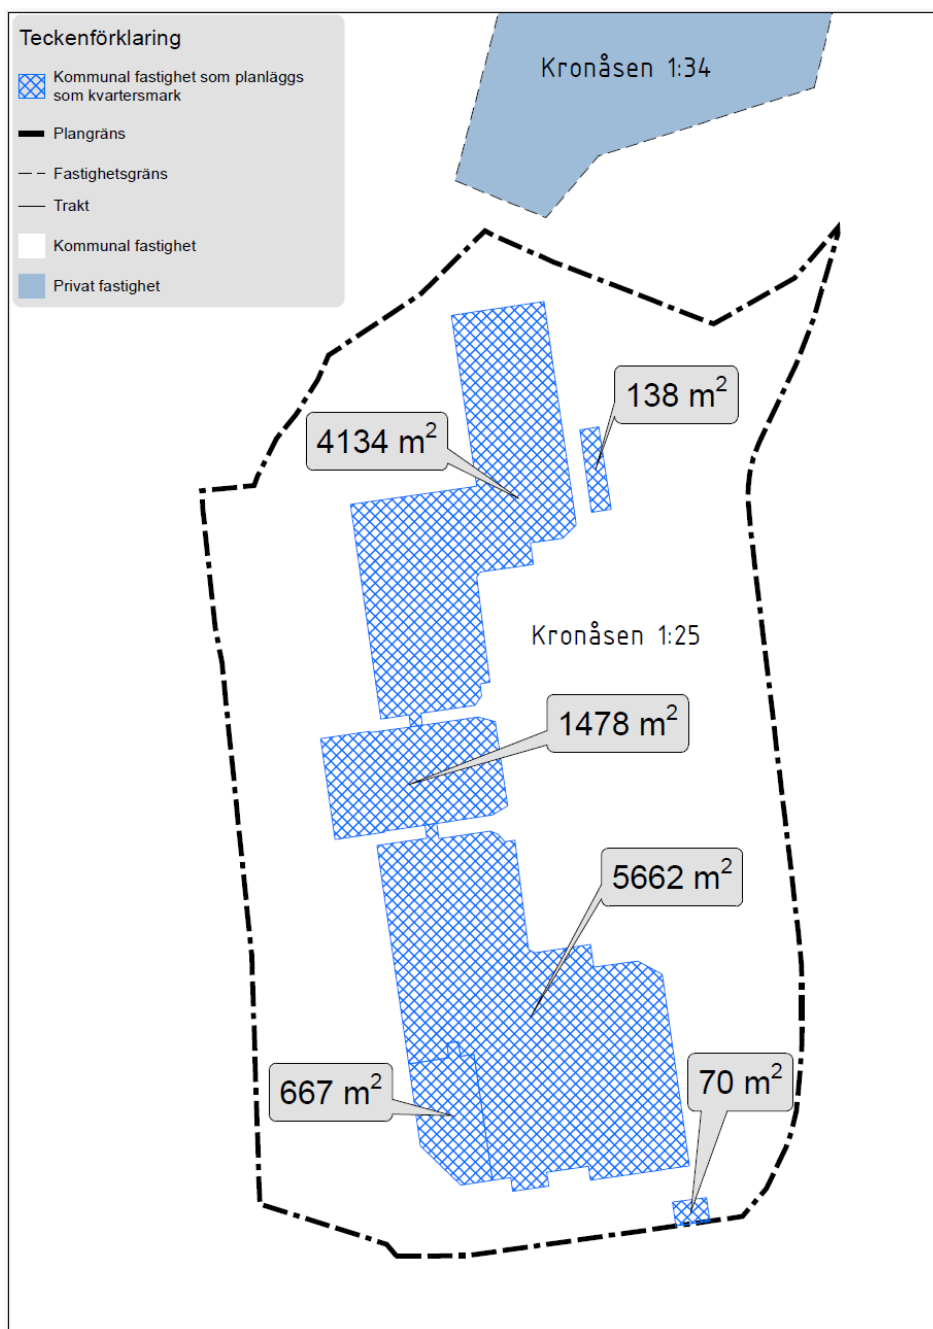 Teckenförklaring
Kommunal fastighet som planläggs
som kvartersmark
Plangräns
Fastighetsgräns
Trakt
Kommunal fastighet
Privat fastighet
Kronåsen 1:34
138 m²
4134 m²
Kronåsen 1:25
1478 m²
5662 m²
667 m²
70 m²